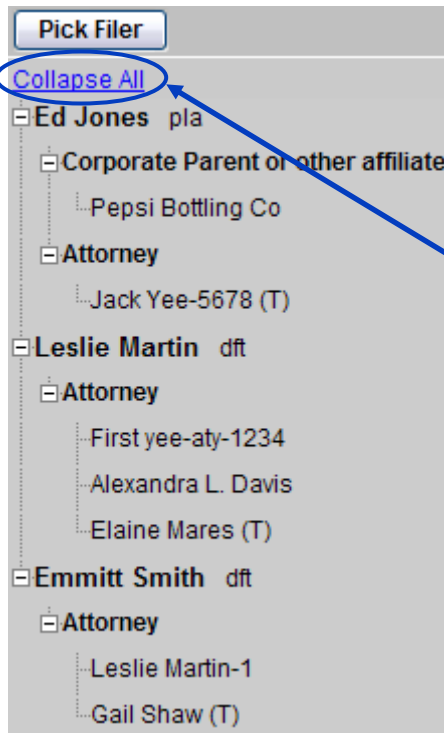 Pick Filer
Collapse All
Ed Jones pla
Corporate Parent or other affiliate
Pepsi Bottling Co
Attorney
Jack Yee-5678 (T)
Leslie Martin dft
Attorney
First yee-aty-1234
Alexandra L. Davis
Elaine Mares (T)
Emmitt Smith dft
Attorney
Leslie Martin-1
Gail Shaw (T)